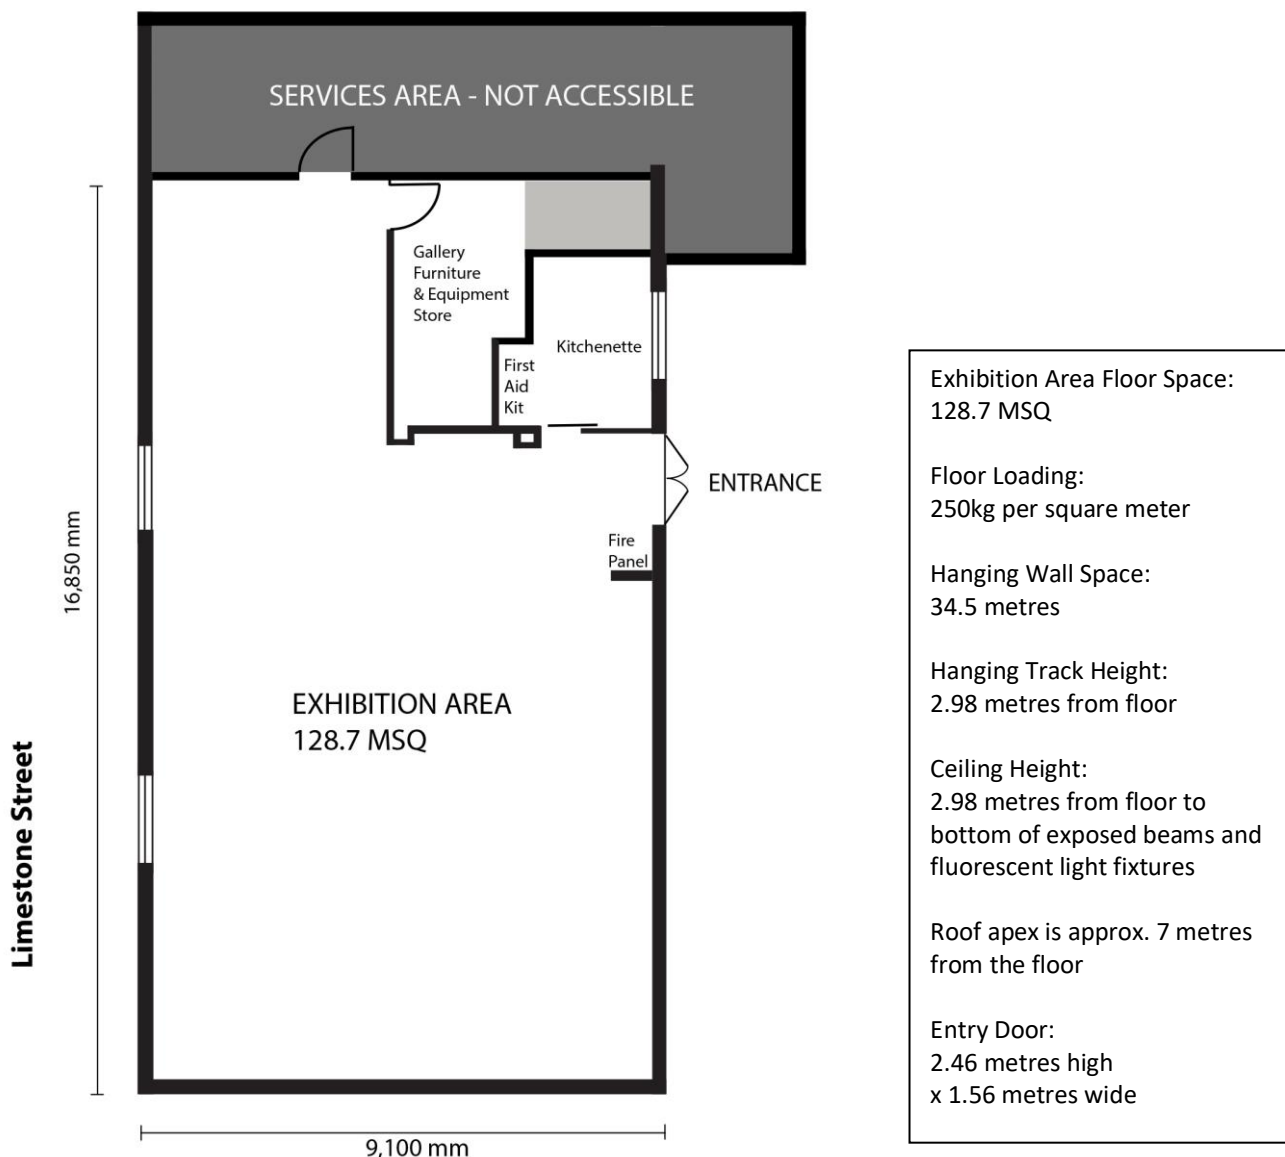 SERVICES AREA - NOT ACCESSIBLE
Gallery
Furniture
& Equipment
Store
First
Aid
Kit
Kitchenette
ENTRANCE
Fire
Panel
16,850 mm
EXHIBITION AREA
128.7 MSQ
Limestone Street
9,100 mm
Exhibition Area Floor Space:
128.7 MSQ
Floor Loading:
250kg per square meter
Hanging Wall Space:
34.5 metres
Hanging Track Height:
2.98 metres from floor
Ceiling Height:
2.98 metres from floor to
bottom of exposed beams and
fluorescent light fixtures
Roof apex is approx. 7 metres
from the floor
Entry Door:
2.46 metres high
x 1.56 metres wide